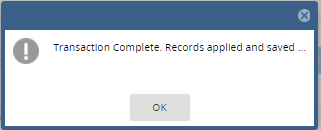 Transaction Complete. Records applied and saved ...
OK